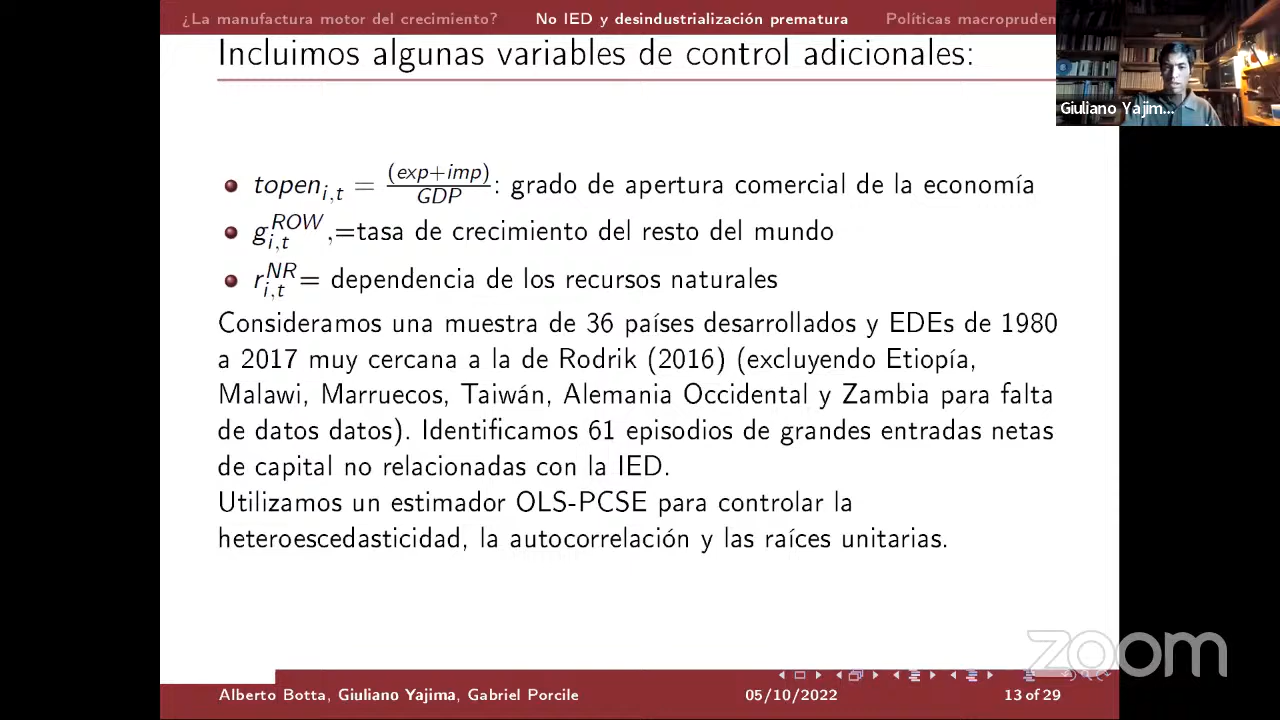 ¿La manufactura motor del crecimiento? No IED y desindustrialización prematura Políticas macropruden
Incluimos algunas variables de control adicionales:
Giuliano Yajim...
topen_{i,t} = (exp+imp)/GDP: grado de apertura comercial de la economía
g_{i,t}^{ROW},=tasa de crecimiento del resto del mundo
r_{i,t}^{NR}= dependencia de los recursos naturales
Consideramos una muestra de 36 países desarrollados y EDEs de 1980
a 2017 muy cercana a la de Rodrik (2016) (excluyendo Etiopía,
Malawi, Marruecos, Taiwán, Alemania Occidental y Zambia para falta
de datos datos). Identificamos 61 episodios de grandes entradas netas
de capital no relacionadas con la IED.
Utilizamos un estimador OLS-PCSE para controlar la
heteroescedasticidad, la autocorrelación y las raíces unitarias.
zoom
Alberto Botta, Giuliano Yajima, Gabriel Porcile 05/10/2022 13 of 29